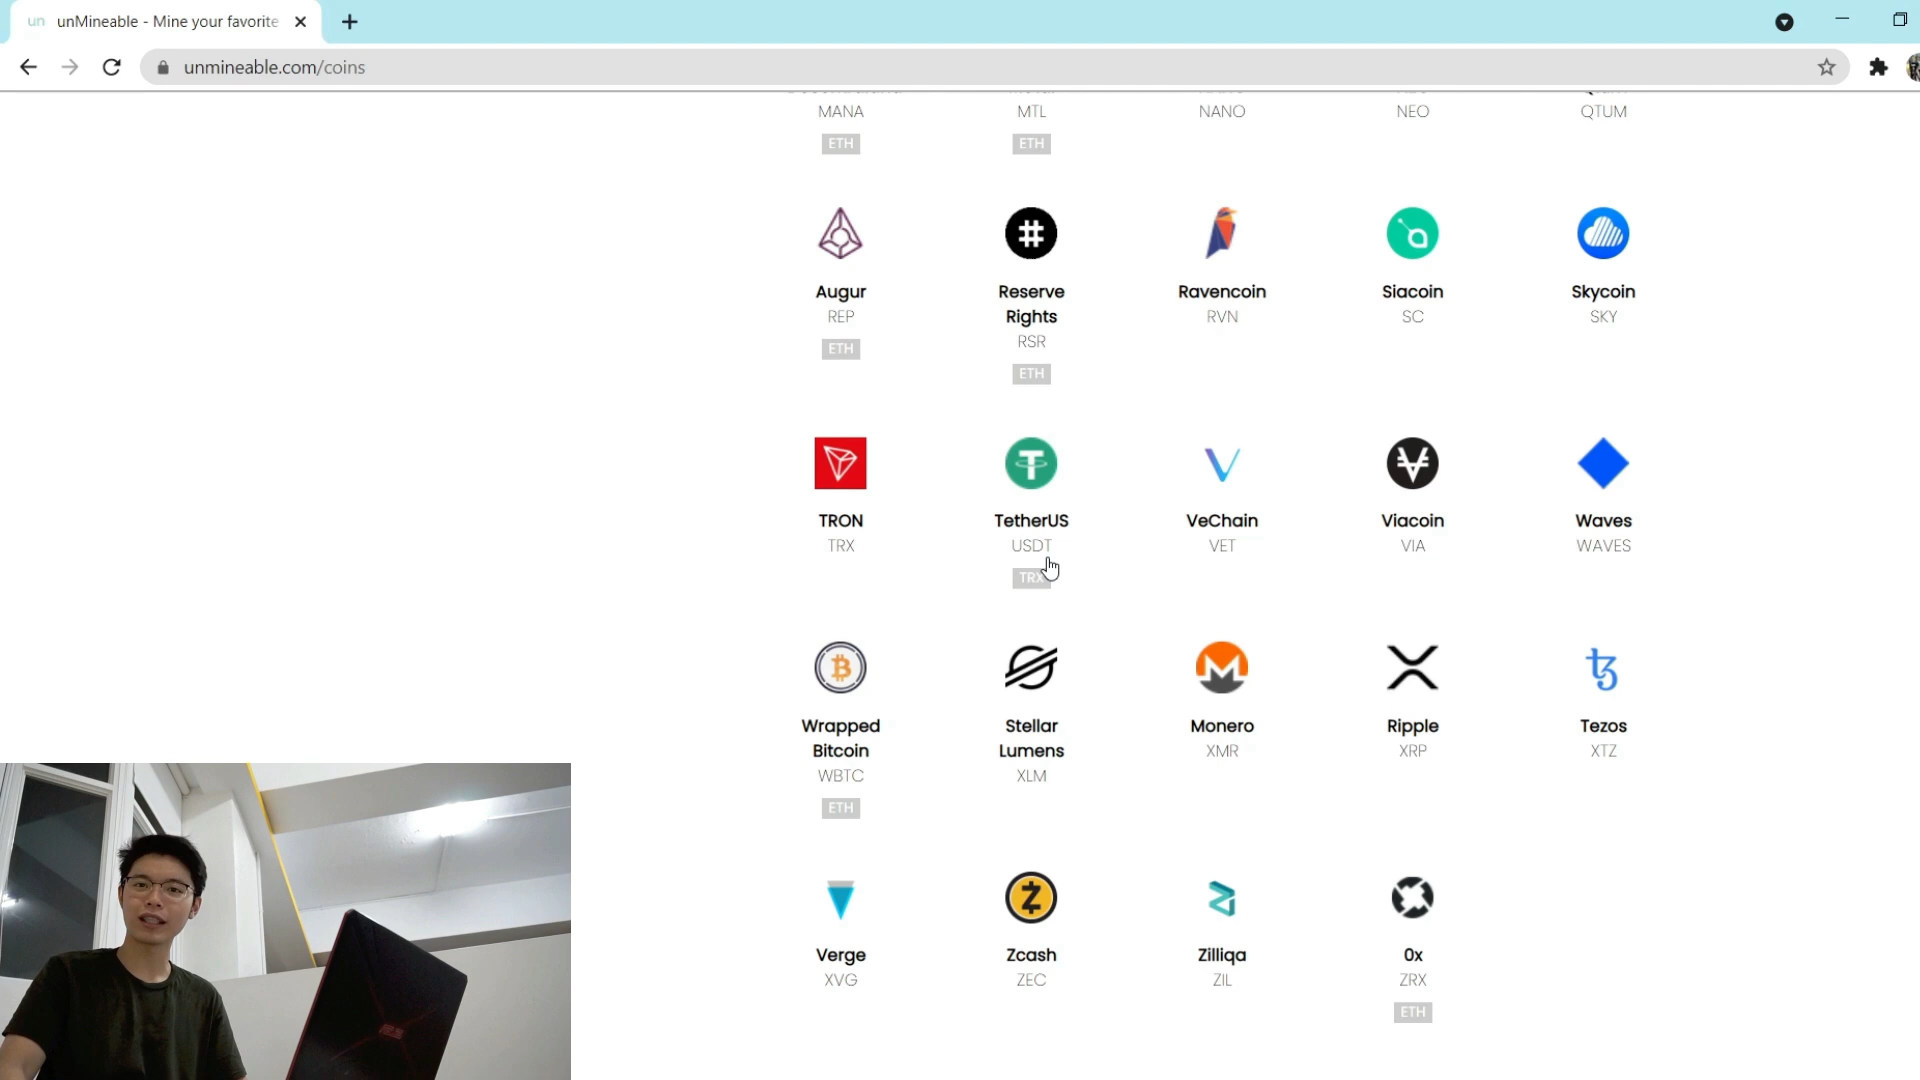 un unMineable - Mine your favorite
unmineable.com/coins
MANA MTL NANO NEO QTUM
ETH ETH
Augur Reserve Rights Ravencoin Siacoin Skycoin
REP RSR RVN SC SKY
ETH ETH
TRON TetherUS VeChain Viacoin Waves
TRX USDT VET VIA WAVES
TRX
Wrapped Bitcoin Stellar Lumens Monero Ripple Tezos
WBTC XLM XMR XRP XTZ
ETH
Verge Zcash Zilliqa 0x
XVG ZEC ZIL ZRX
ETH